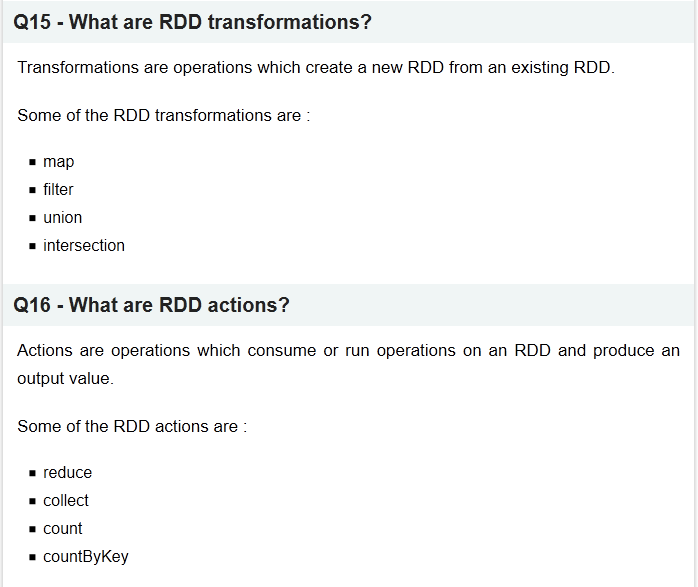 Q15 - What are RDD transformations?
Transformations are operations which create a new RDD from an existing RDD.
Some of the RDD transformations are :
map
filter
union
intersection
Q16 - What are RDD actions?
Actions are operations which consume or run operations on an RDD and produce an
output value.
Some of the RDD actions are :
reduce
collect
count
countByKey